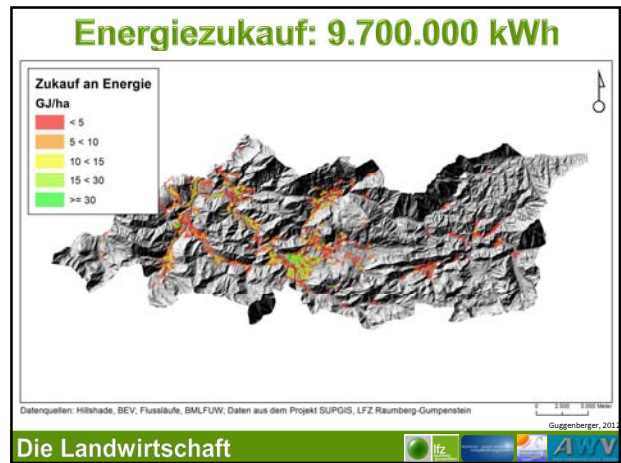 Energiezukauf: 9.700.000 kWh
Zukauf an Energie
GJ/ha
< 5
5 < 10
10 < 15
15 < 30
>= 30
Datenquellen: Hillshade, BEV; Flussläufe, BMLFUW; Daten aus dem Projekt SUPGIS, LFZ Raumberg-Gumpenstein
0 2.500 5.000 Meter
Guggenberger, 2012
Die Landwirtschaft
lfz
AWV